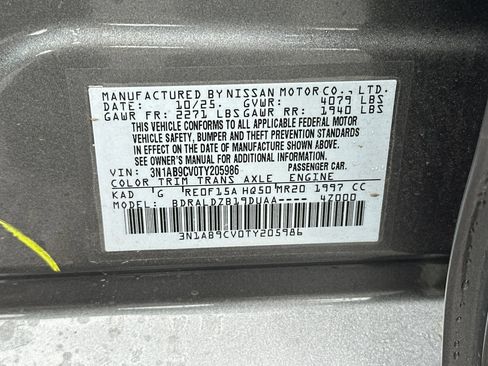 MANUFACTURED BY NISSAN MOTOR CO., LTD.
DATE: 10/25. GVWR: 4079 LBS
GAWR FR: 2271 LBS GAWR RR: 1940 LBS
THIS VEHICLE CONFORMS TO ALL APPLICABLE FEDERAL MOTOR
VEHICLE SAFETY, BUMPER AND THEFT PREVENTION STANDARDS
IN EFFECT ON THE DATE OF MANUFACTURE SHOWN ABOVE.
SEE OWNER'S MANUAL FOR ADDITIONAL INFORMATION.
VIN: 3N1AB9CV0TY205986 PASSENGER CAR.
COLOR TRIM TRANS AXLE ENGINE
KAD G RE0F15A HQ50 MR20 1997 CC
MODEL: BDRALDZB19DUAA---- 4Z000
3N1AB9CV0TY205986